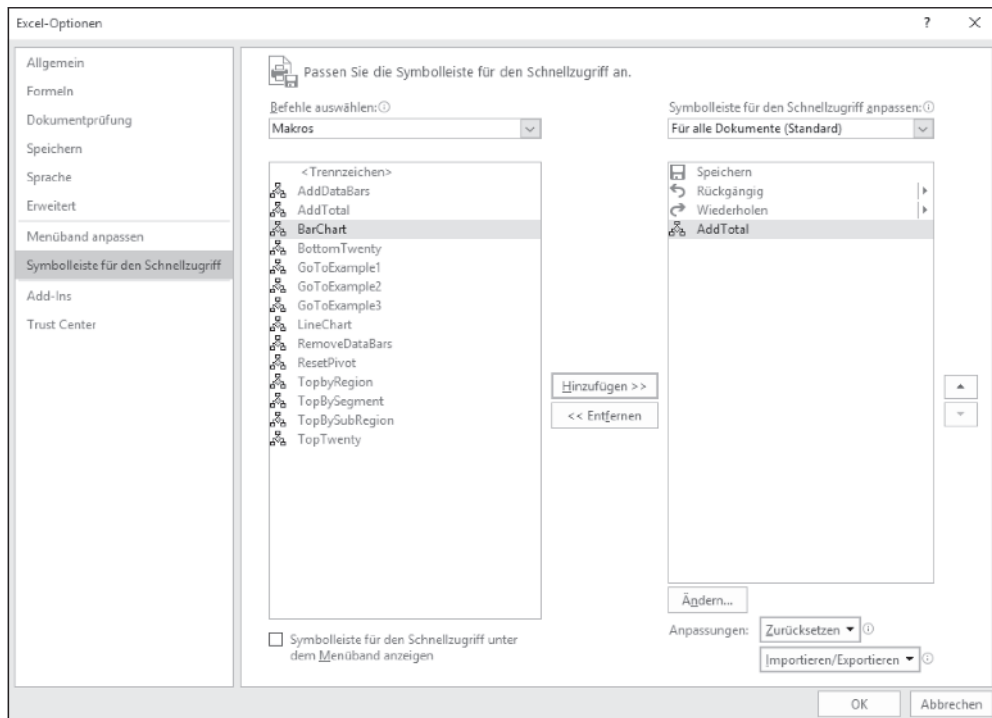 Excel-Optionen
?
Allgemein
Formeln
Dokumentprüfung
Speichern
Sprache
Erweitert
Menüband anpassen
Symbolleiste für den Schnellzugriff
Add-Ins
Trust Center
Passen Sie die Symbolleiste für den Schnellzugriff an.
Befehle auswählen:
Makros
<Trennzeichen>
AddDataBars
AddTotal
BarChart
BottomTwenty
GoToExample1
GoToExample2
GoToExample3
LineChart
RemoveDataBars
ResetPivot
TopbyRegion
TopBySegment
TopBySubRegion
TopTwenty
Symbolleiste für den Schnellzugriff unter
dem Menüband anzeigen
Hinzufügen >>
<< Entfernen
Symbolleiste für den Schnellzugriff anpassen:
Für alle Dokumente (Standard)
Speichern
Rückgängig
Wiederholen
AddTotal
Ändern...
Anpassungen:
Zurücksetzen
Importieren/Exportieren
OK
Abbrechen